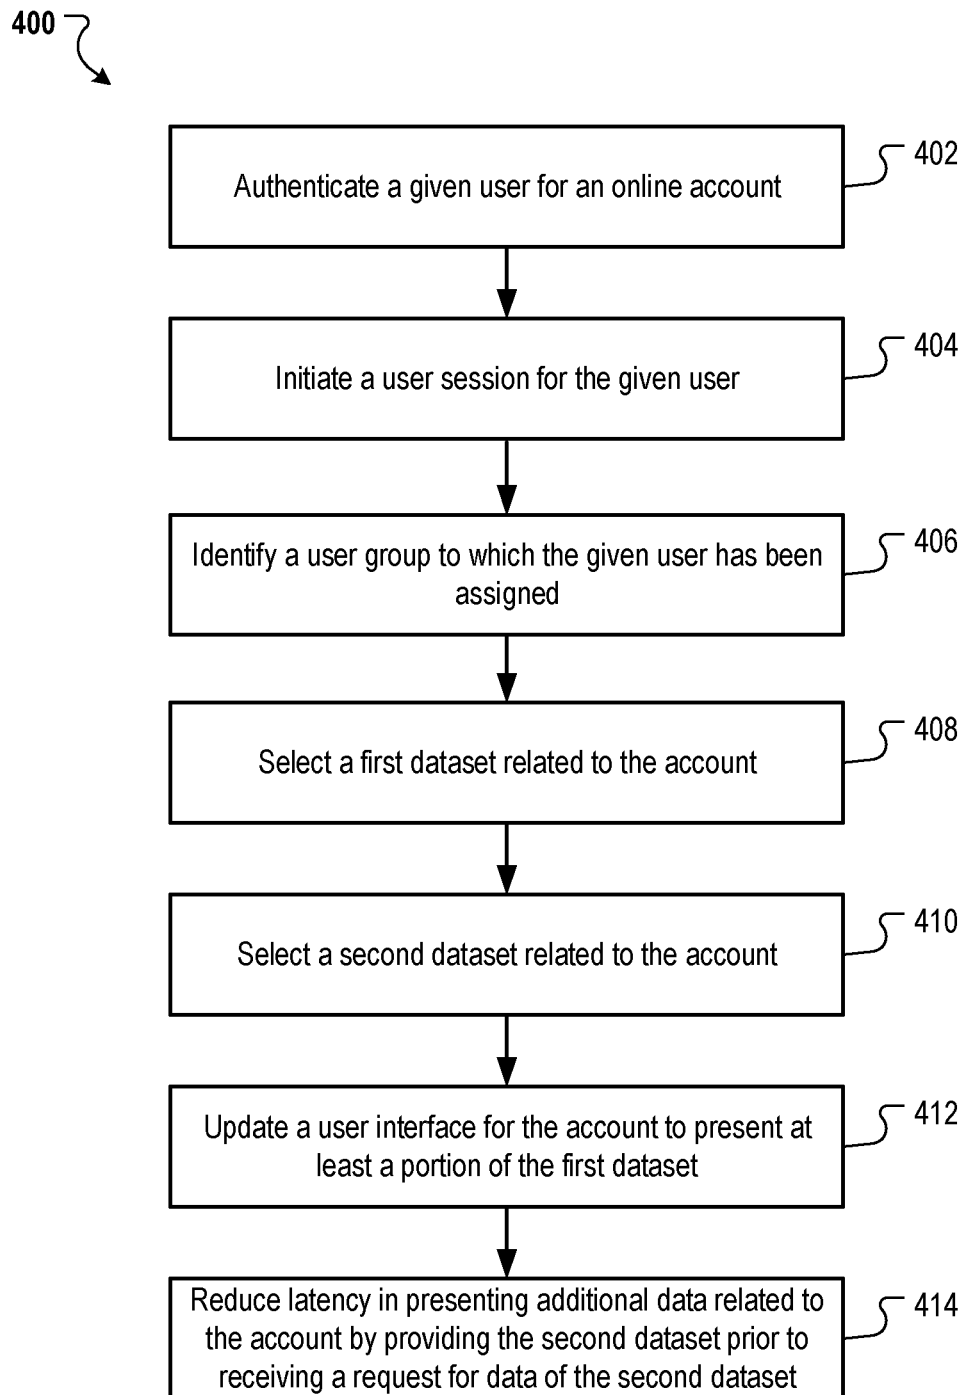 400
Authenticate a given user for an online account
402
Initiate a user session for the given user
404
Identify a user group to which the given user has been
assigned
406
Select a first dataset related to the account
408
Select a second dataset related to the account
410
Update a user interface for the account to present at
least a portion of the first dataset
412
Reduce latency in presenting additional data related to
the account by providing the second dataset prior to
receiving a request for data of the second dataset
414